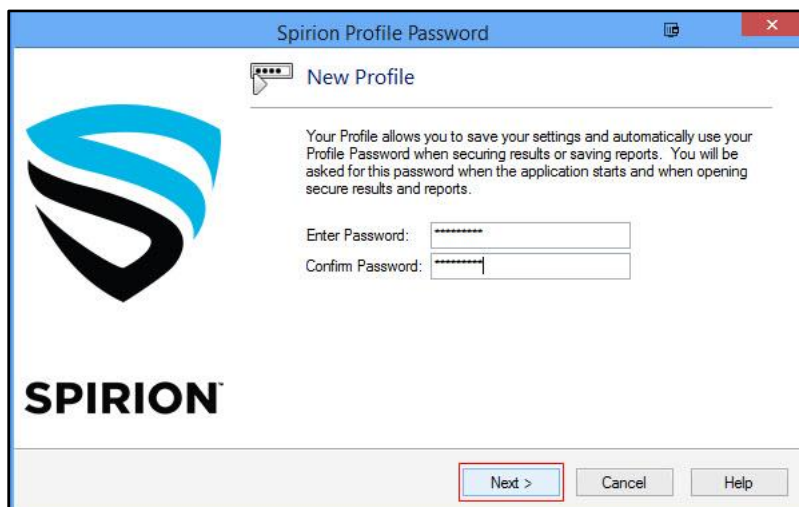 Spirion Profile Password
New Profile
Your Profile allows you to save your settings and automatically use your
Profile Password when securing results or saving reports.  You will be
asked for this password when the application starts and when opening
secure results and reports.
Enter Password: *********
Confirm Password: *********
SPIRION™
Next >
Cancel
Help